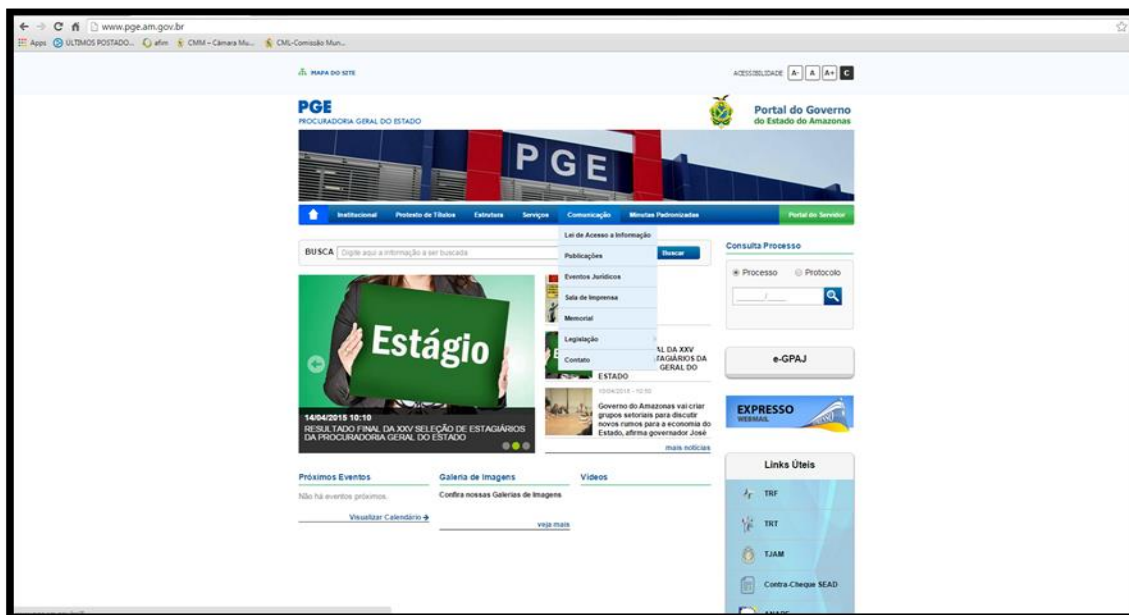 www.pge.am.gov.br
Apps
ÚLTIMOS POSTADO...
afim
CMM – Câmara Mu...
CML-Comissão Mun...
MAPA DO SITE
ACESSIBILIDADE A- A A+ C
PGE
PROCURADORIA GERAL DO ESTADO
Portal do Governo
do Estado do Amazonas
PGE
Institucional
Protesto de Títulos
Estrutura
Serviços
Comunicação
Minutas Padronizadas
Portal do Servidor
Lei de Acesso a Informação
Publicações
Eventos Jurídicos
Sala de Imprensa
Memorial
Legislação
Contato
BUSCA
Digite aqui a informação a ser buscada
Buscar
Consulta Processo
Processo
Protocolo
Estágio
14/04/2015 10:10
RESULTADO FINAL DA XXV SELEÇÃO DE ESTAGIÁRIOS
DA PROCURADORIA GERAL DO ESTADO
AL DA XXV
TAGIÁRIOS DA
GERAL DO
ESTADO
Governo do Amazonas vai criar
grupos setoriais para discutir
novos rumos para a economia do
Estado, afirma governador José
mais notícias
e-GPAJ
EXPRESSO
WEBMAIL
Links Úteis
TRF
TRT
TJAM
Contra-Cheque SEAD
Próximos Eventos
Não há eventos próximos.
Visualizar Calendário
Galeria de Imagens
Confira nossas Galerias de Imagens
veja mais
Vídeos